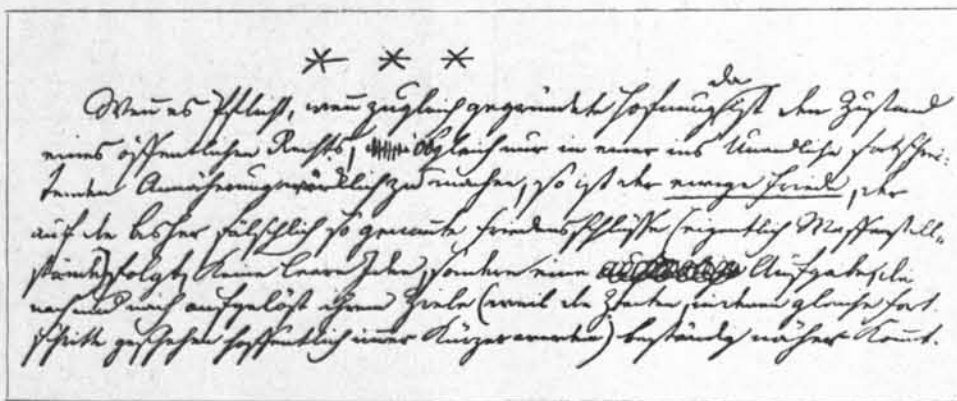 * * *
Wenn es Pflicht, wenn zugleich gegründete Hofnung da ist den Zustand
eines öffentlichen Rechts, obgleich nur in einer ins Unendliche fortschrei-
tenden Annäherung wirklich zu machen, so ist der ewige Friede, der
auf die bisher fälschlich so genannte Friedensschlüsse (eigentlich Waffenstill-
stände) folgt, keine leere Idee, sondern eine Aufgabe, die
nach und nach aufgelöst ihrem Ziele (weil die Zeiten, in denen gleiche Fort-
schritte geschehen hoffentlich immer kürzer werden) beständig näher kommt.